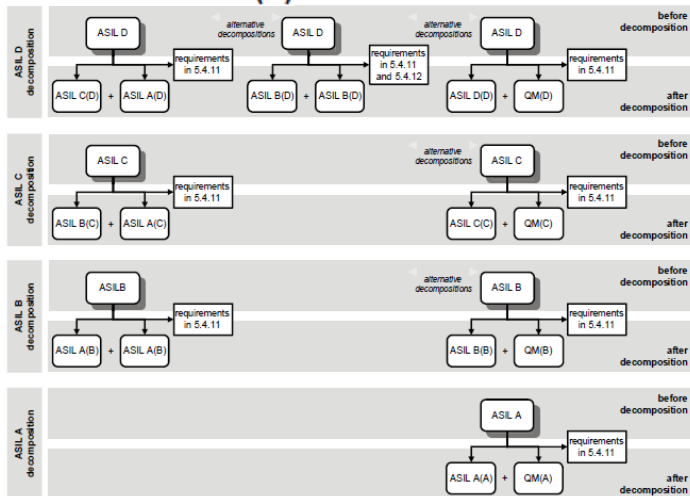 ASIL D
decomposition
ASIL D
alternative
decompositions
ASIL D
alternative
decompositions
ASIL D
before
decomposition
requirements
in 5.4.11
requirements
in 5.4.11
and 5.4.12
requirements
in 5.4.11
ASIL C(D) + ASIL A(D)
ASIL B(D) + ASIL B(D)
ASIL D(D) + QM(D)
after
decomposition
ASIL C
decomposition
ASIL C
alternative
decompositions
ASIL C
before
decomposition
requirements
in 5.4.11
requirements
in 5.4.11
ASIL B(C) + ASIL A(C)
ASIL C(C) + QM(C)
after
decomposition
ASIL B
decomposition
ASILB
alternative
decompositions
ASIL B
before
decomposition
requirements
in 5.4.11
requirements
in 5.4.11
ASIL A(B) + ASIL A(B)
ASIL B(B) + QM(B)
after
decomposition
ASIL A
decomposition
ASIL A
before
decomposition
requirements
in 5.4.11
ASIL A(A) + QM(A)
after
decomposition